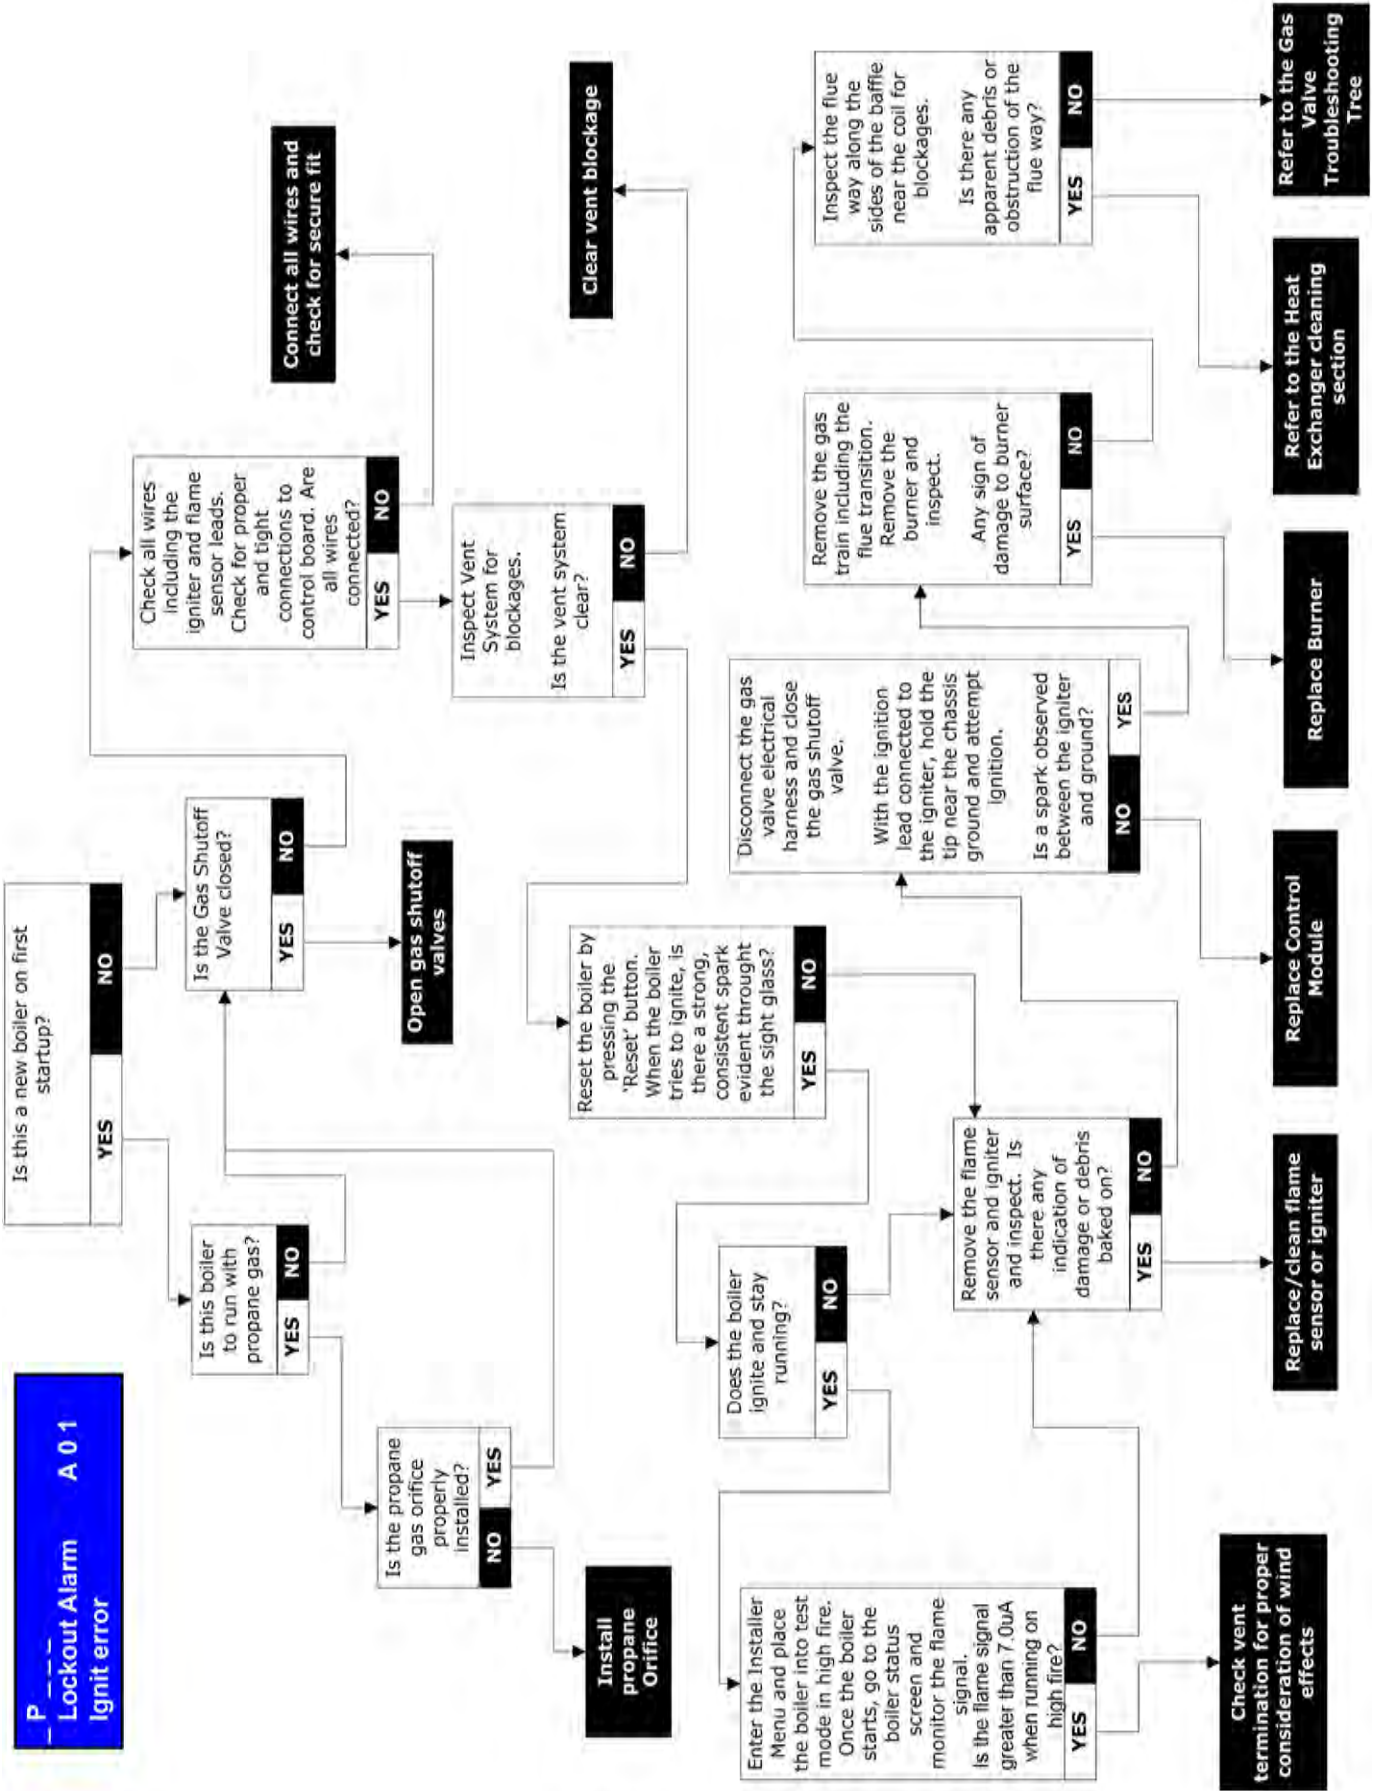 _ P _ _ _ _
Lockout Alarm A 0 1
Ignit error
Is this a new boiler on first
startup?
YES
NO
Is this boiler
to run with
propane gas?
YES
NO
Is the Gas Shutoff
Valve closed?
YES
NO
Check all wires
including the
igniter and flame
sensor leads.
Check for proper
and tight
connections to
control board. Are
all wires
connected?
YES
NO
Connect all wires and
check for secure fit
Is the propane
gas orifice
properly
installed?
NO
YES
Open gas shutoff
valves
Inspect Vent
System for
blockages.
Is the vent system
clear?
YES
NO
Clear vent blockage
Install
propane
Orifice
Reset the boiler by
pressing the
‘Reset’ button.
When the boiler
tries to ignite, is
there a strong,
consistent spark
evident throught
the sight glass?
YES
NO
Enter the Installer
Menu and place
the boiler into test
mode in high fire.
Once the boiler
starts, go to the
boiler status
screen and
monitor the flame
signal.
Is the flame signal
greater than 7.0uA
when running on
high fire?
YES
NO
Does the boiler
ignite and stay
running?
YES
NO
Disconnect the gas
valve electrical
harness and close
the gas shutoff
valve.
With the ignition
lead connected to
the igniter, hold the
tip near the chassis
ground and attempt
ignition.
Is a spark observed
between the igniter
and ground?
NO
YES
Remove the gas
train including the
flue transition.
Remove the
burner and
inspect.
Any sign of
damage to burner
surface?
YES
NO
Inspect the flue
way along the
sides of the baffle
near the coil for
blockages.
Is there any
apparent debris or
obstruction of the
flue way?
YES
NO
Remove the flame
sensor and igniter
and inspect. Is
there any
indication of
damage or debris
baked on?
YES
NO
Check vent
termination for proper
consideration of wind
effects
Replace/clean flame
sensor or igniter
Replace Control
Module
Replace Burner
Refer to the Heat
Exchanger cleaning
section
Refer to the Gas
Valve
Troubleshooting
Tree